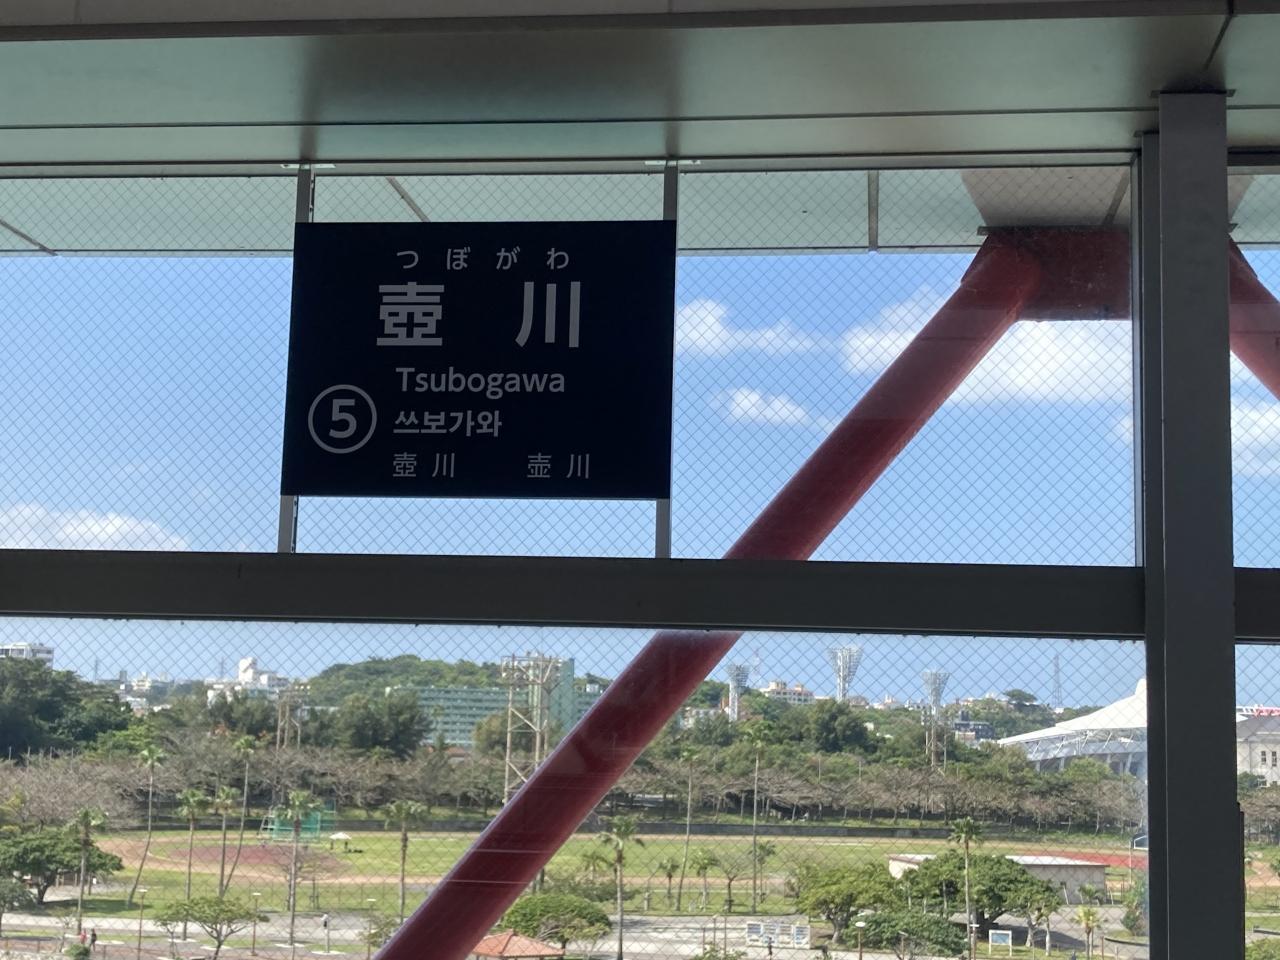 つぼがわ
壺川
Tsubogawa
⑤ 쓰보가와
壺川 壶川